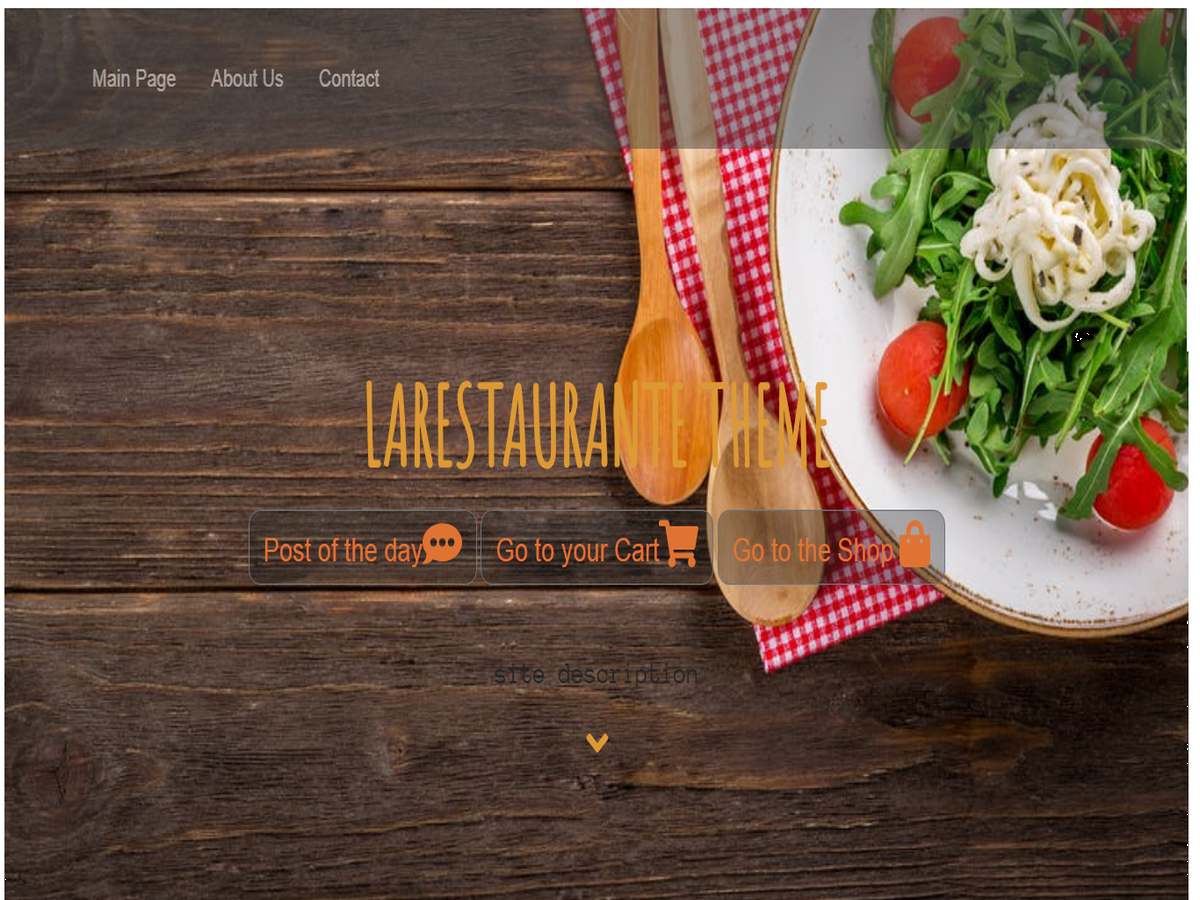 Main Page About Us Contact
LARESTAURANTE THEME
Post of the day Go to your Cart Go to the Shop
site description